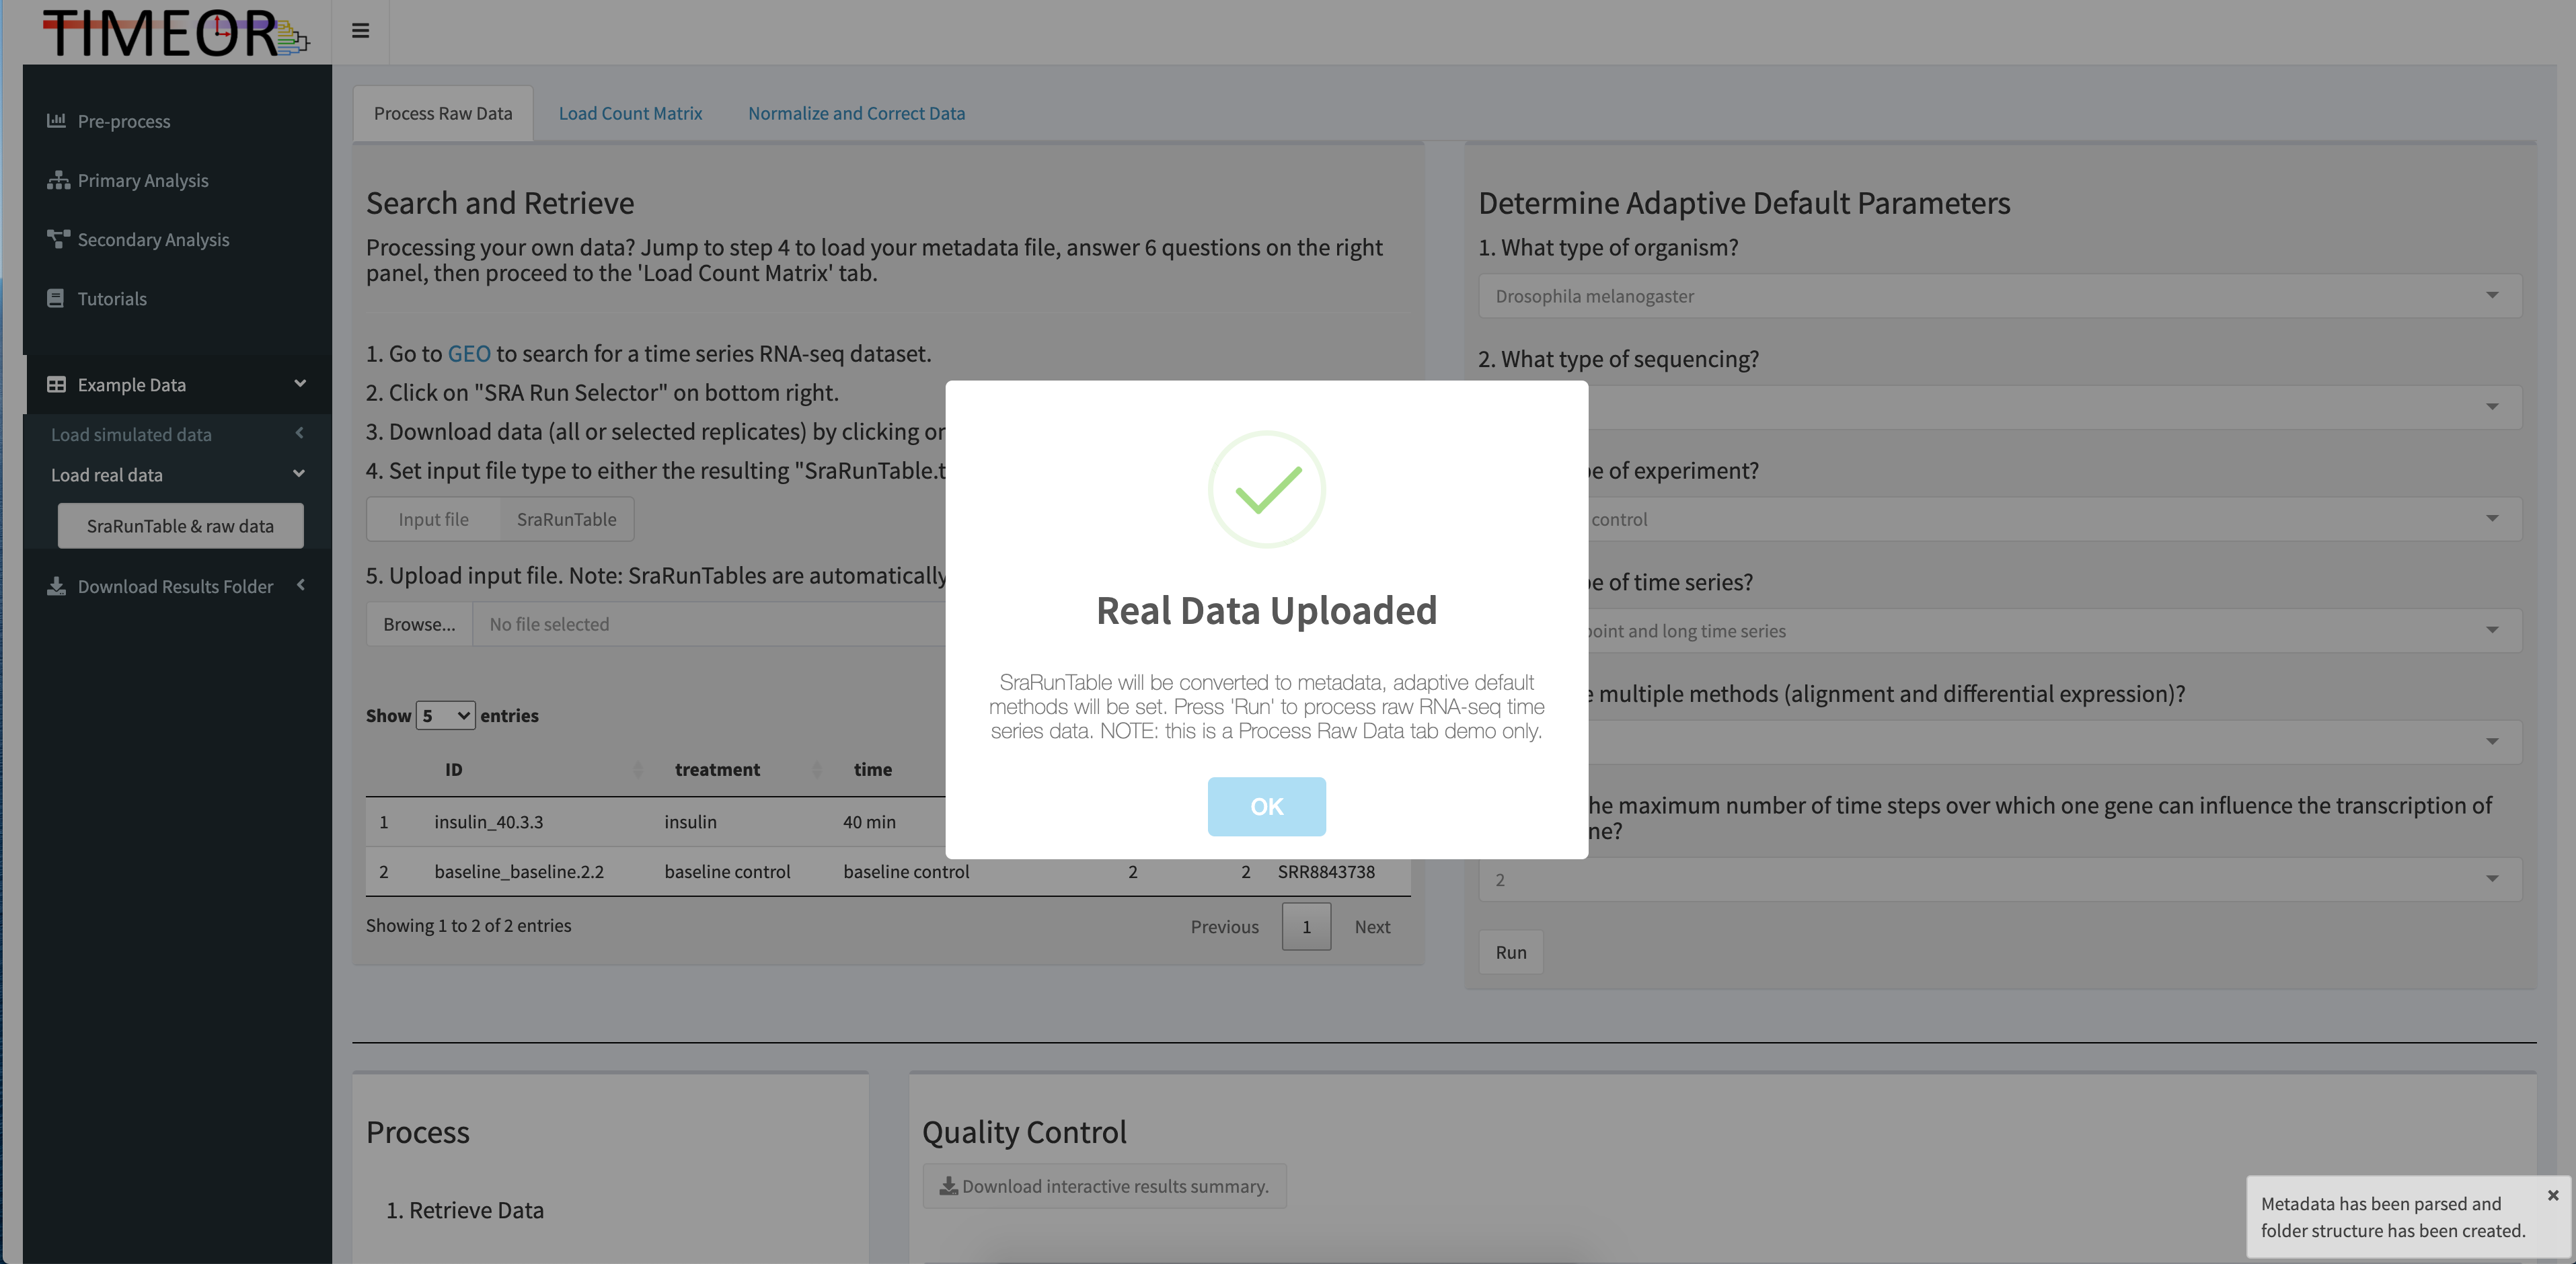 TIMEOR
Pre-process
Primary Analysis
Secondary Analysis
Tutorials
Example Data
Load simulated data
Load real data
SraRunTable & raw data
Download Results Folder
Process Raw Data
Load Count Matrix
Normalize and Correct Data
Search and Retrieve
Processing your own data? Jump to step 4 to load your metadata file, answer 6 questions on the right
panel, then proceed to the 'Load Count Matrix' tab.
1. Go to GEO to search for a time series RNA-seq dataset.
2. Click on "SRA Run Selector" on bottom right.
3. Download data (all or selected replicates) by clicking
4. Set input file type to either the resulting "SraRunTable.t
Input file SraRunTable
5. Upload input file. Note: SraRunTables are automatically
Browse... No file selected
Show 5 entries
ID treatment time
1 insulin_40.3.3 insulin 40 min
2 baseline_baseline.2.2 baseline control baseline control 2 2 SRR8843738
Showing 1 to 2 of 2 entries
Previous 1 Next
Determine Adaptive Default Parameters
1. What type of organism?
Drosophila melanogaster
2. What type of sequencing?
of experiment?
control
of time series?
point and long time series
multiple methods (alignment and differential expression)?
he maximum number of time steps over which one gene can influence the transcription of
ne?
2
Run
Real Data Uploaded
SraRunTable will be converted to metadata, adaptive default
methods will be set. Press 'Run' to process raw RNA-seq time
series data. NOTE: this is a Process Raw Data tab demo only.
OK
Process
1. Retrieve Data
Quality Control
Download interactive results summary.
Metadata has been parsed and
folder structure has been created.
×